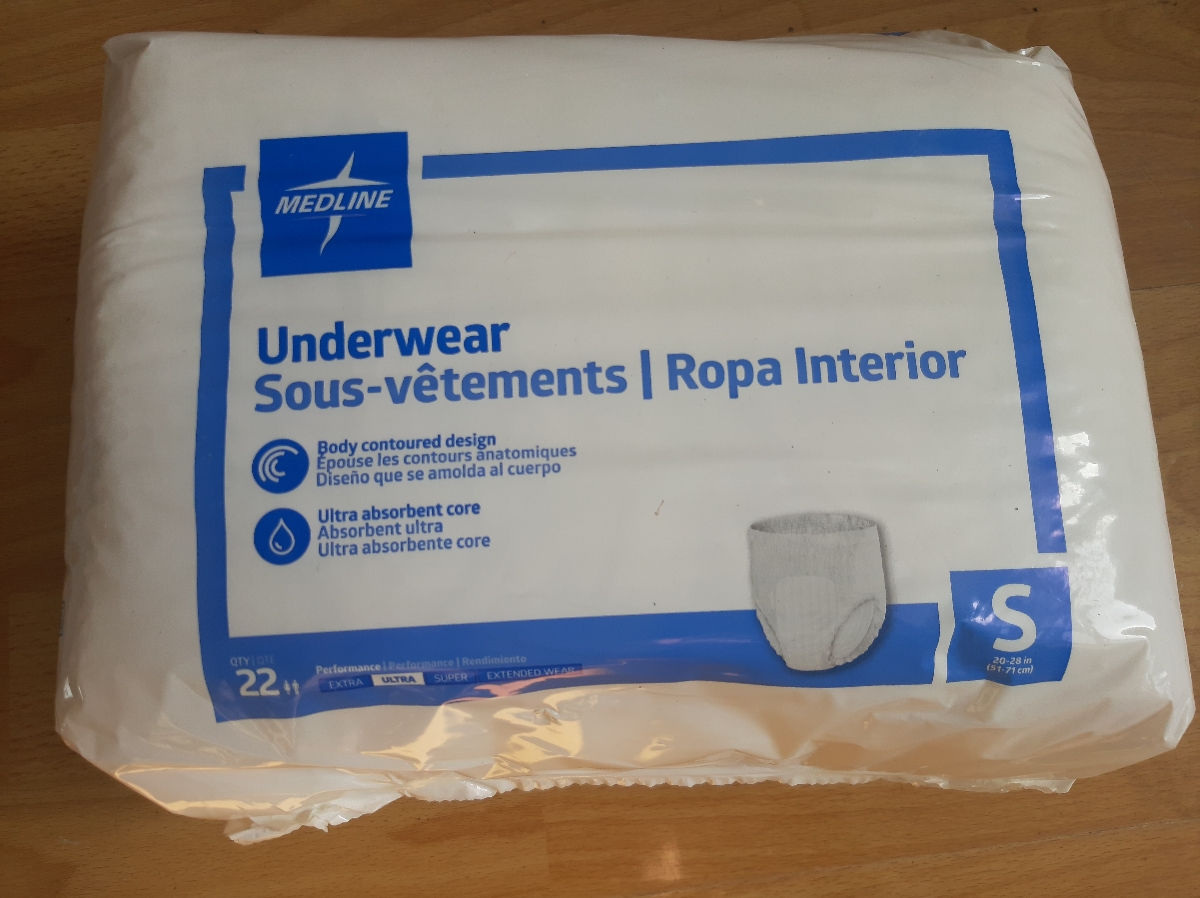 MEDLINE
Underwear
Sous-vêtements | Ropa Interior
Body contoured design
Épouse les contours anatomiques
Diseño que se amolda al cuerpo
Ultra absorbent core
Absorbent ultra
Ultra absorbente core
S
20-28 in
(51-71 cm)
QTY | QTÉ
22
Performance | Performance | Rendimiento
EXTRA ULTRA SUPER EXTENDED WEAR